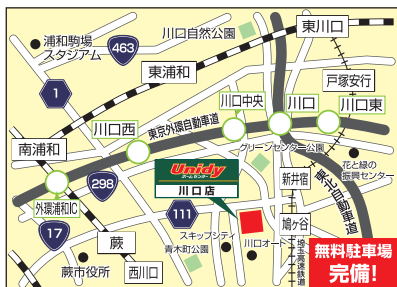 浦和駒場
スタジアム
463
川口自然公園
東川口
1
東浦和
戸塚安行
川口西
東京外環自動車道
川口中央
川口
川口東
南浦和
グリーンセンター公園
花と緑の
振興センター
298
外環浦和IC
Unidy
ホームセンター
川口店
新井宿
東北自動車道
17
111
蕨
スキップシティ
青木町公園
川口オート
鳩ヶ谷
埼玉高速鉄道
蕨市役所
西川口
無料駐車場
完備!